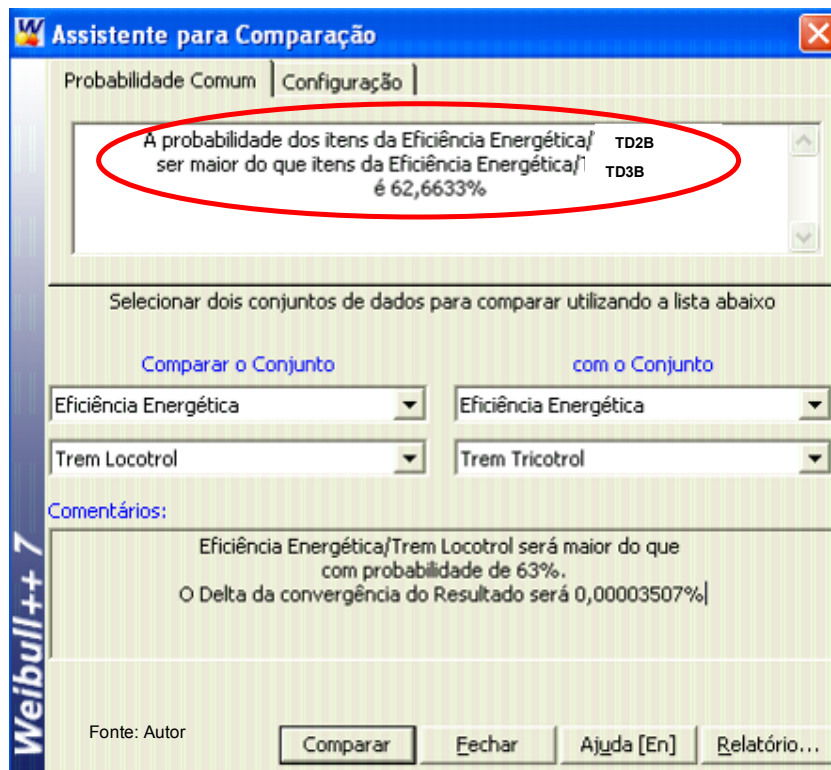 Assistente para Comparação
Probabilidade Comum Configuração
A probabilidade dos itens da Eficiência Energética/ TD2B
ser maior do que itens da Eficiência Energética/ TD3B
é 62,6633%
Selecionar dois conjuntos de dados para comparar utilizando a lista abaixo
Comparar o Conjunto com o Conjunto
Eficiência Energética Eficiência Energética
Trem Locotrol Trem Tricotrol
Comentários:
Eficiência Energética/Trem Locotrol será maior do que
com probabilidade de 63%.
O Delta da convergência do Resultado será 0,00003507%
Weibull++ 7
Fonte: Autor
Comparar Fechar Ajuda [En] Relatório...